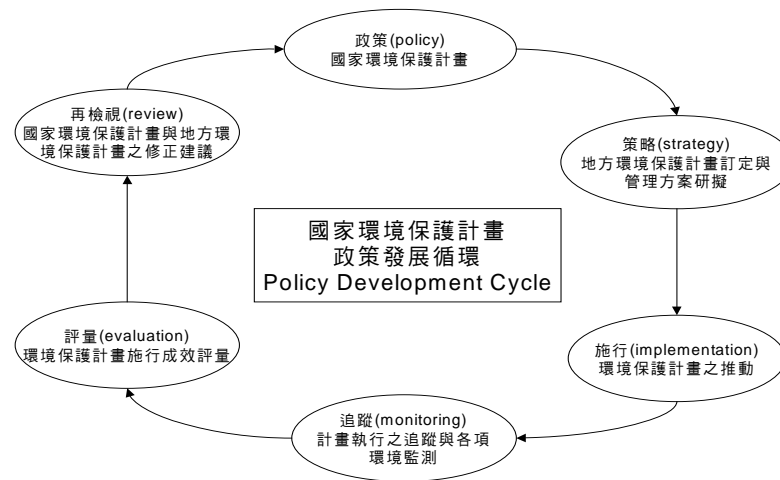 政策(policy)
國家環境保護計畫
再檢視(review)
國家環境保護計畫與地方環
境保護計畫之修正建議
策略(strategy)
地方環境保護計畫訂定與
管理方案研擬
國家環境保護計畫
政策發展循環
Policy Development Cycle
評量(evaluation)
環境保護計畫施行成效評量
施行(implementation)
環境保護計畫之推動
追蹤(monitoring)
計畫執行之追蹤與各項
環境監測